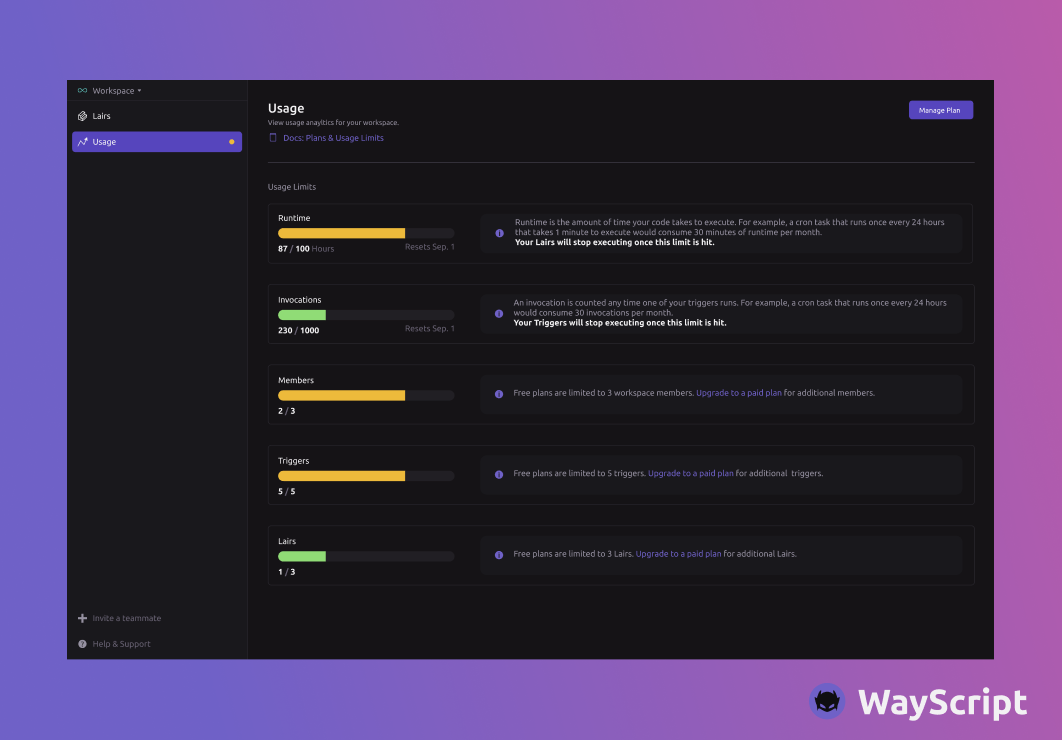 Workspace
Lairs
Usage
Invite a teammate
Help & Support
Usage
View usage anayltics for your workspace.
Docs: Plans & Usage Limits
Manage Plan
Usage Limits
Runtime
87 / 100 Hours
Resets Sep. 1
Runtime is the amount of time your code takes to execute. For example, a cron task that runs once every 24 hours
that takes 1 minute to execute would consume 30 minutes of runtime per month.
Your Lairs will stop executing once this limit is hit.
Invocations
230 / 1000
Resets Sep. 1
An invocation is counted any time one of your triggers runs. For example, a cron task that runs once every 24 hours
would consume 30 invocations per month.
Your Triggers will stop executing once this limit is hit.
Members
2 / 3
Free plans are limited to 3 workspace members. Upgrade to a paid plan for additional members.
Triggers
5 / 5
Free plans are limited to 5 triggers. Upgrade to a paid plan for additional triggers.
Lairs
1 / 3
Free plans are limited to 3 Lairs. Upgrade to a paid plan for additional Lairs.
WayScript